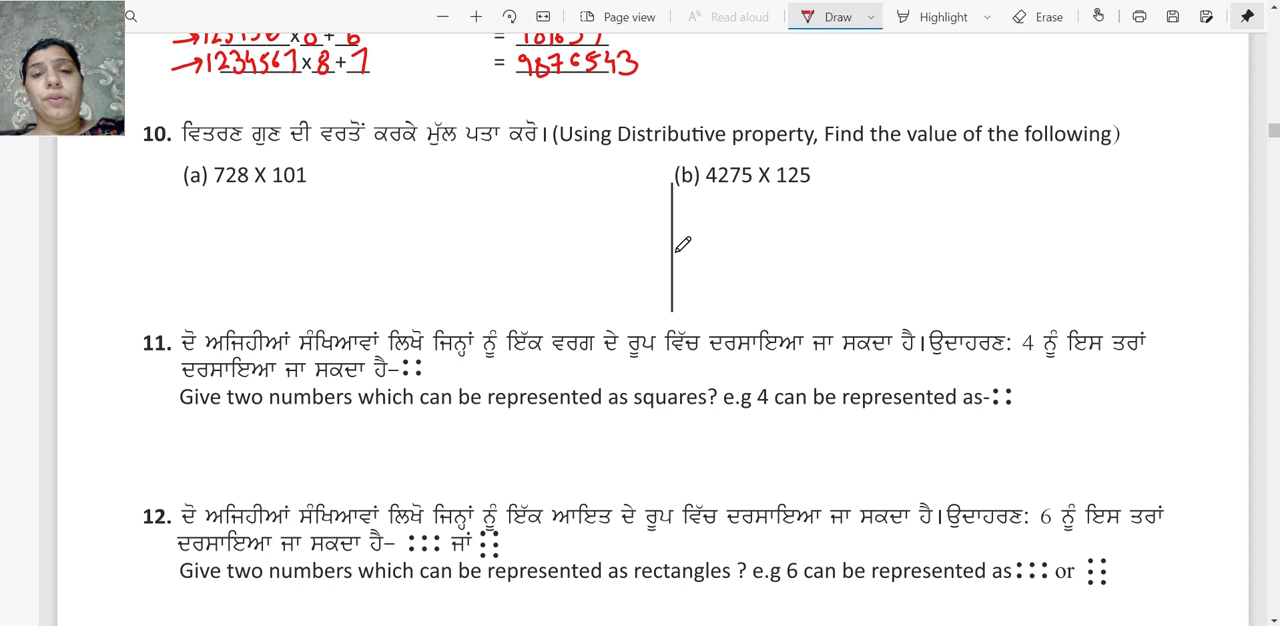 Page view Read aloud Draw Highlight Erase
→ 1234567 × 8 + 7 = 9876543
10. ਵਿਤਰਣ ਗੁਣ ਦੀ ਵਰਤੋਂ ਕਰਕੇ ਮੁੱਲ ਪਤਾ ਕਰੋ। (Using Distributive property, Find the value of the following)
(a) 728 X 101 (b) 4275 X 125
11. ਦੋ ਅਜਿਹੀਆਂ ਸੰਖਿਆਵਾਂ ਲਿਖੋ ਜਿਨ੍ਹਾਂ ਨੂੰ ਇੱਕ ਵਰਗ ਦੇ ਰੂਪ ਵਿੱਚ ਦਰਸਾਇਆ ਜਾ ਸਕਦਾ ਹੈ।ਉਦਾਹਰਣ: 4 ਨੂੰ ਇਸ ਤਰਾਂ
ਦਰਸਾਇਆ ਜਾ ਸਕਦਾ ਹੈ–
Give two numbers which can be represented as squares? e.g 4 can be represented as-
12. ਦੋ ਅਜਿਹੀਆਂ ਸੰਖਿਆਵਾਂ ਲਿਖੋ ਜਿਨ੍ਹਾਂ ਨੂੰ ਇੱਕ ਆਇਤ ਦੇ ਰੂਪ ਵਿੱਚ ਦਰਸਾਇਆ ਜਾ ਸਕਦਾ ਹੈ।ਉਦਾਹਰਣ: 6 ਨੂੰ ਇਸ ਤਰਾਂ
ਦਰਸਾਇਆ ਜਾ ਸਕਦਾ ਹੈ– ਜਾਂ
Give two numbers which can be represented as rectangles ? e.g 6 can be represented as or